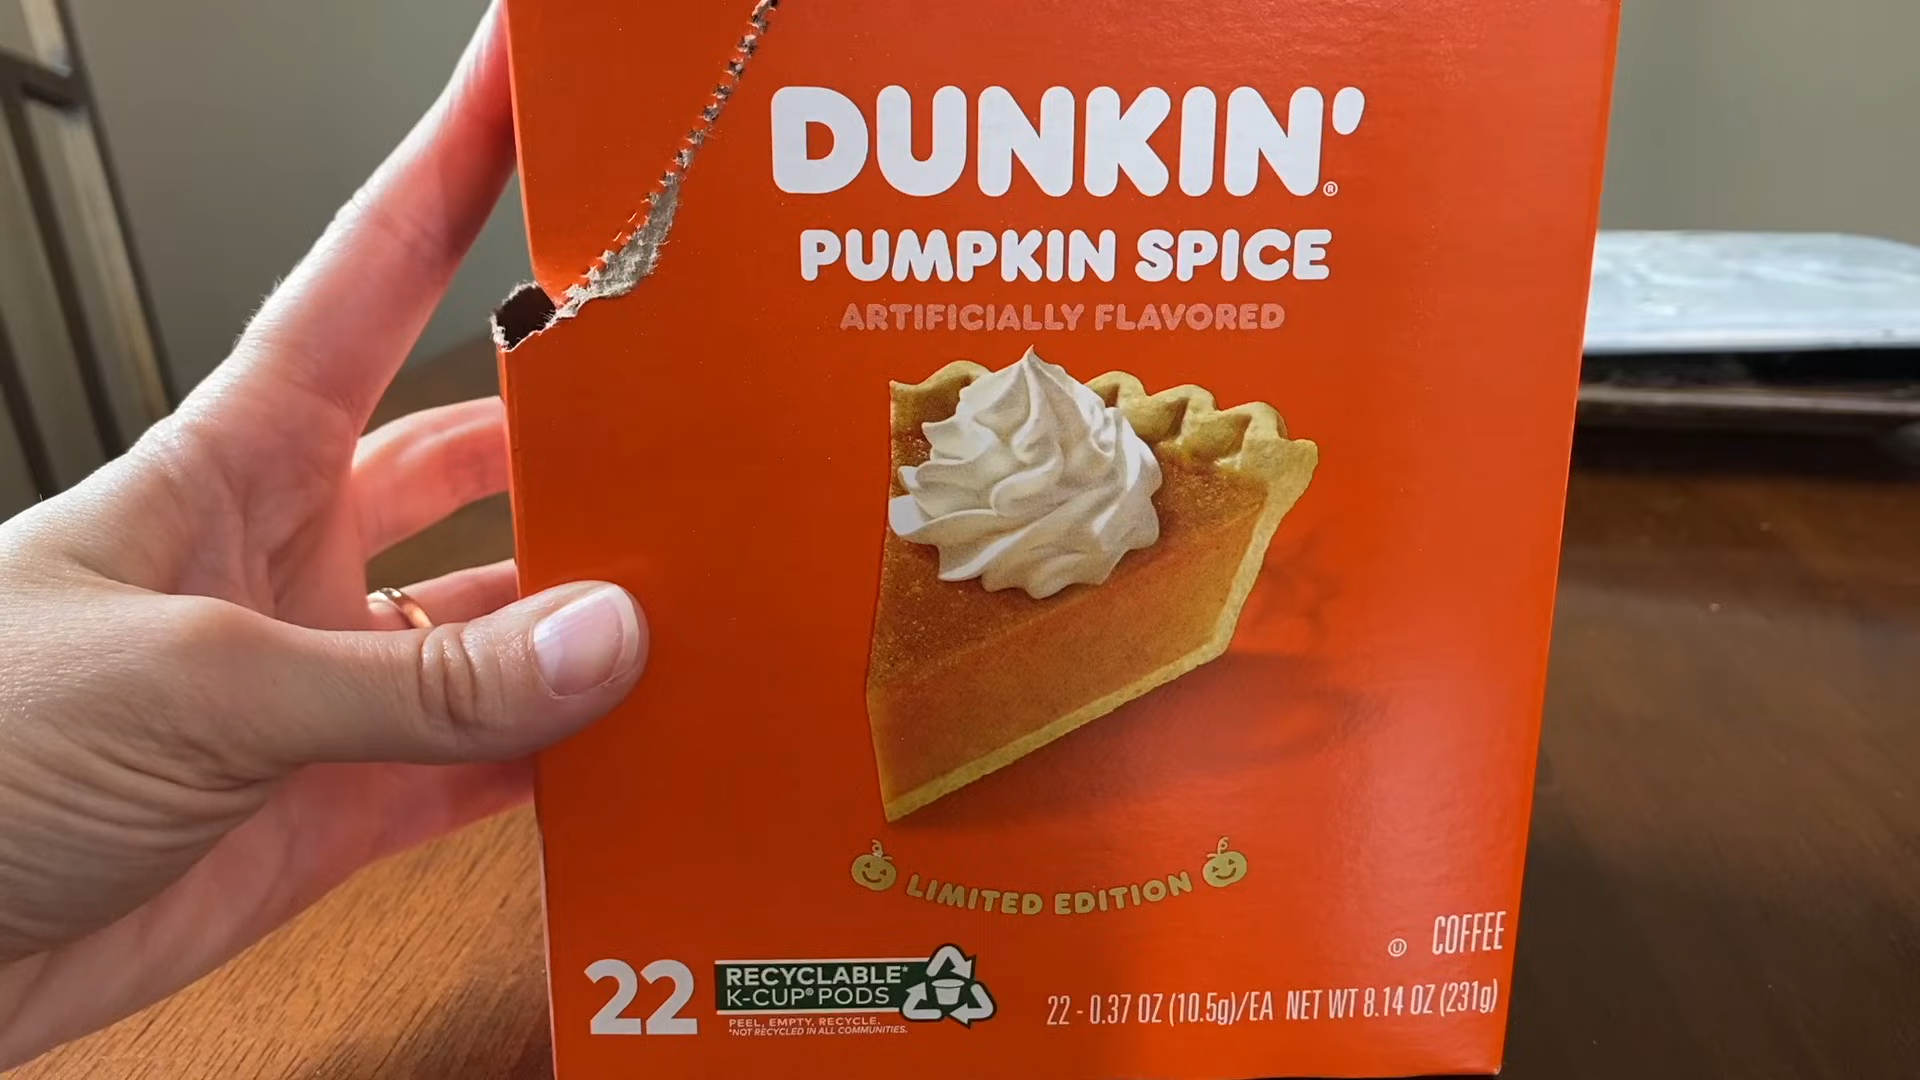 DUNKIN'®
PUMPKIN SPICE
ARTIFICIALLY FLAVORED
LIMITED EDITION
Ⓤ COFFEE
22
RECYCLABLE*
K-CUP® PODS
PEEL, EMPTY, RECYCLE.
*NOT RECYCLED IN ALL COMMUNITIES.
22 - 0.37 OZ (10.5g)/EA NET WT 8.14 OZ (231g)